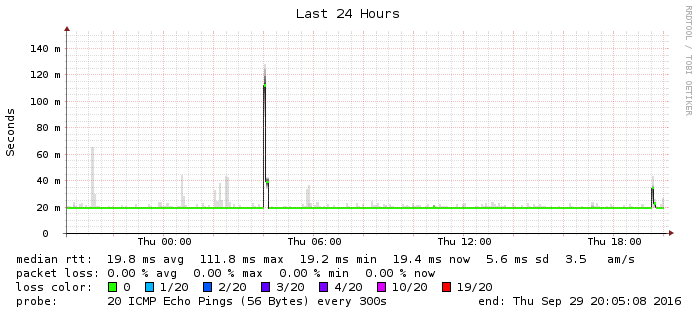 Last 24 Hours
RRDTOOL / TOBI OETIKER
Seconds
140 m
120 m
100 m
80 m
60 m
40 m
20 m
0
Thu 00:00 Thu 06:00 Thu 12:00 Thu 18:00
median rtt: 19.8 ms avg 111.8 ms max 19.2 ms min 19.4 ms now 5.6 ms sd 3.5 am/s
packet loss: 0.00 % avg 0.00 % max 0.00 % min 0.00 % now
loss color: 0 1/20 2/20 3/20 4/20 10/20 19/20
probe: 20 ICMP Echo Pings (56 Bytes) every 300s end: Thu Sep 29 20:05:08 2016